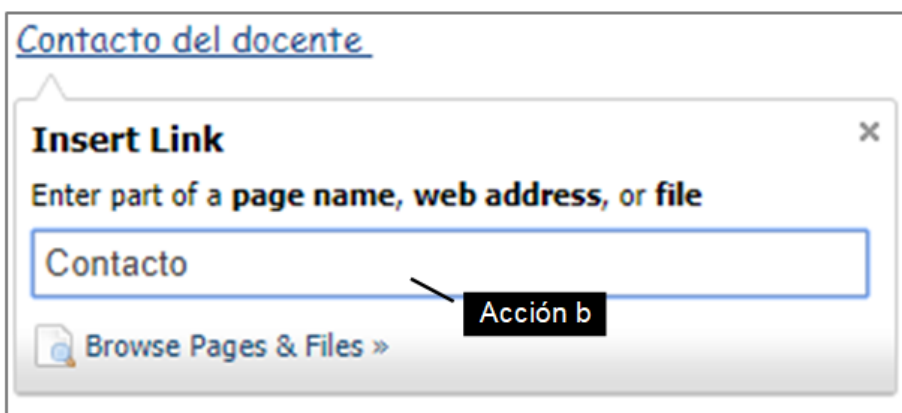 Contacto del docente
Insert Link
×
Enter part of a page name, web address, or file
Contacto
Acción b
Browse Pages & Files »